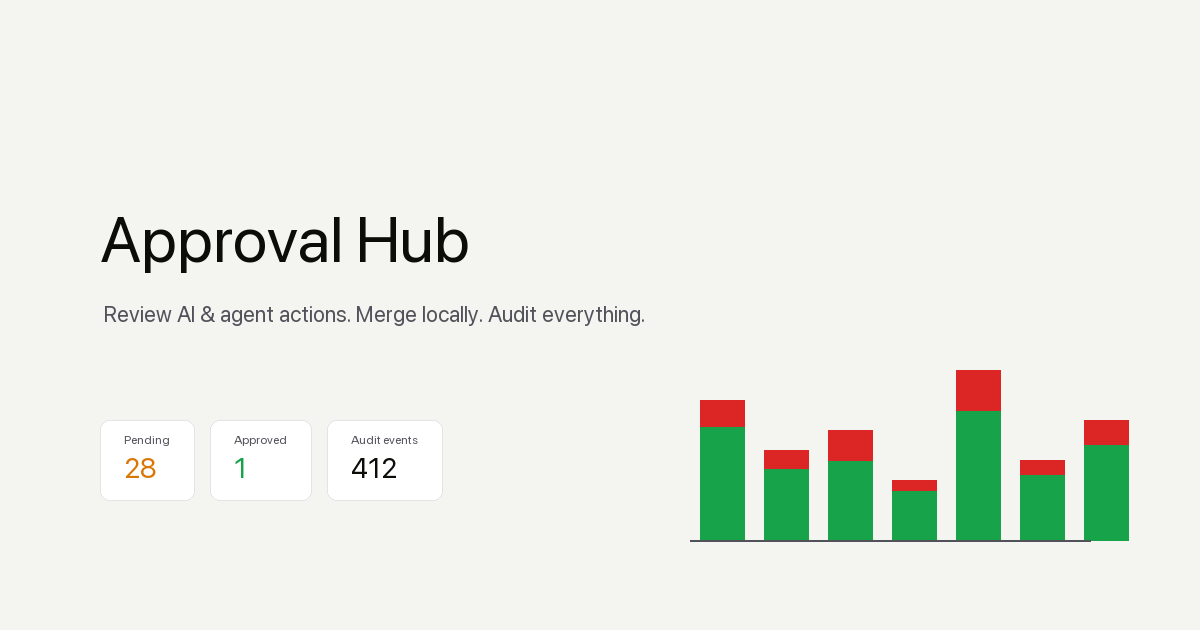 Approval Hub
Review AI & agent actions. Merge locally. Audit everything.
Pending
28
Approved
1
Audit events
412